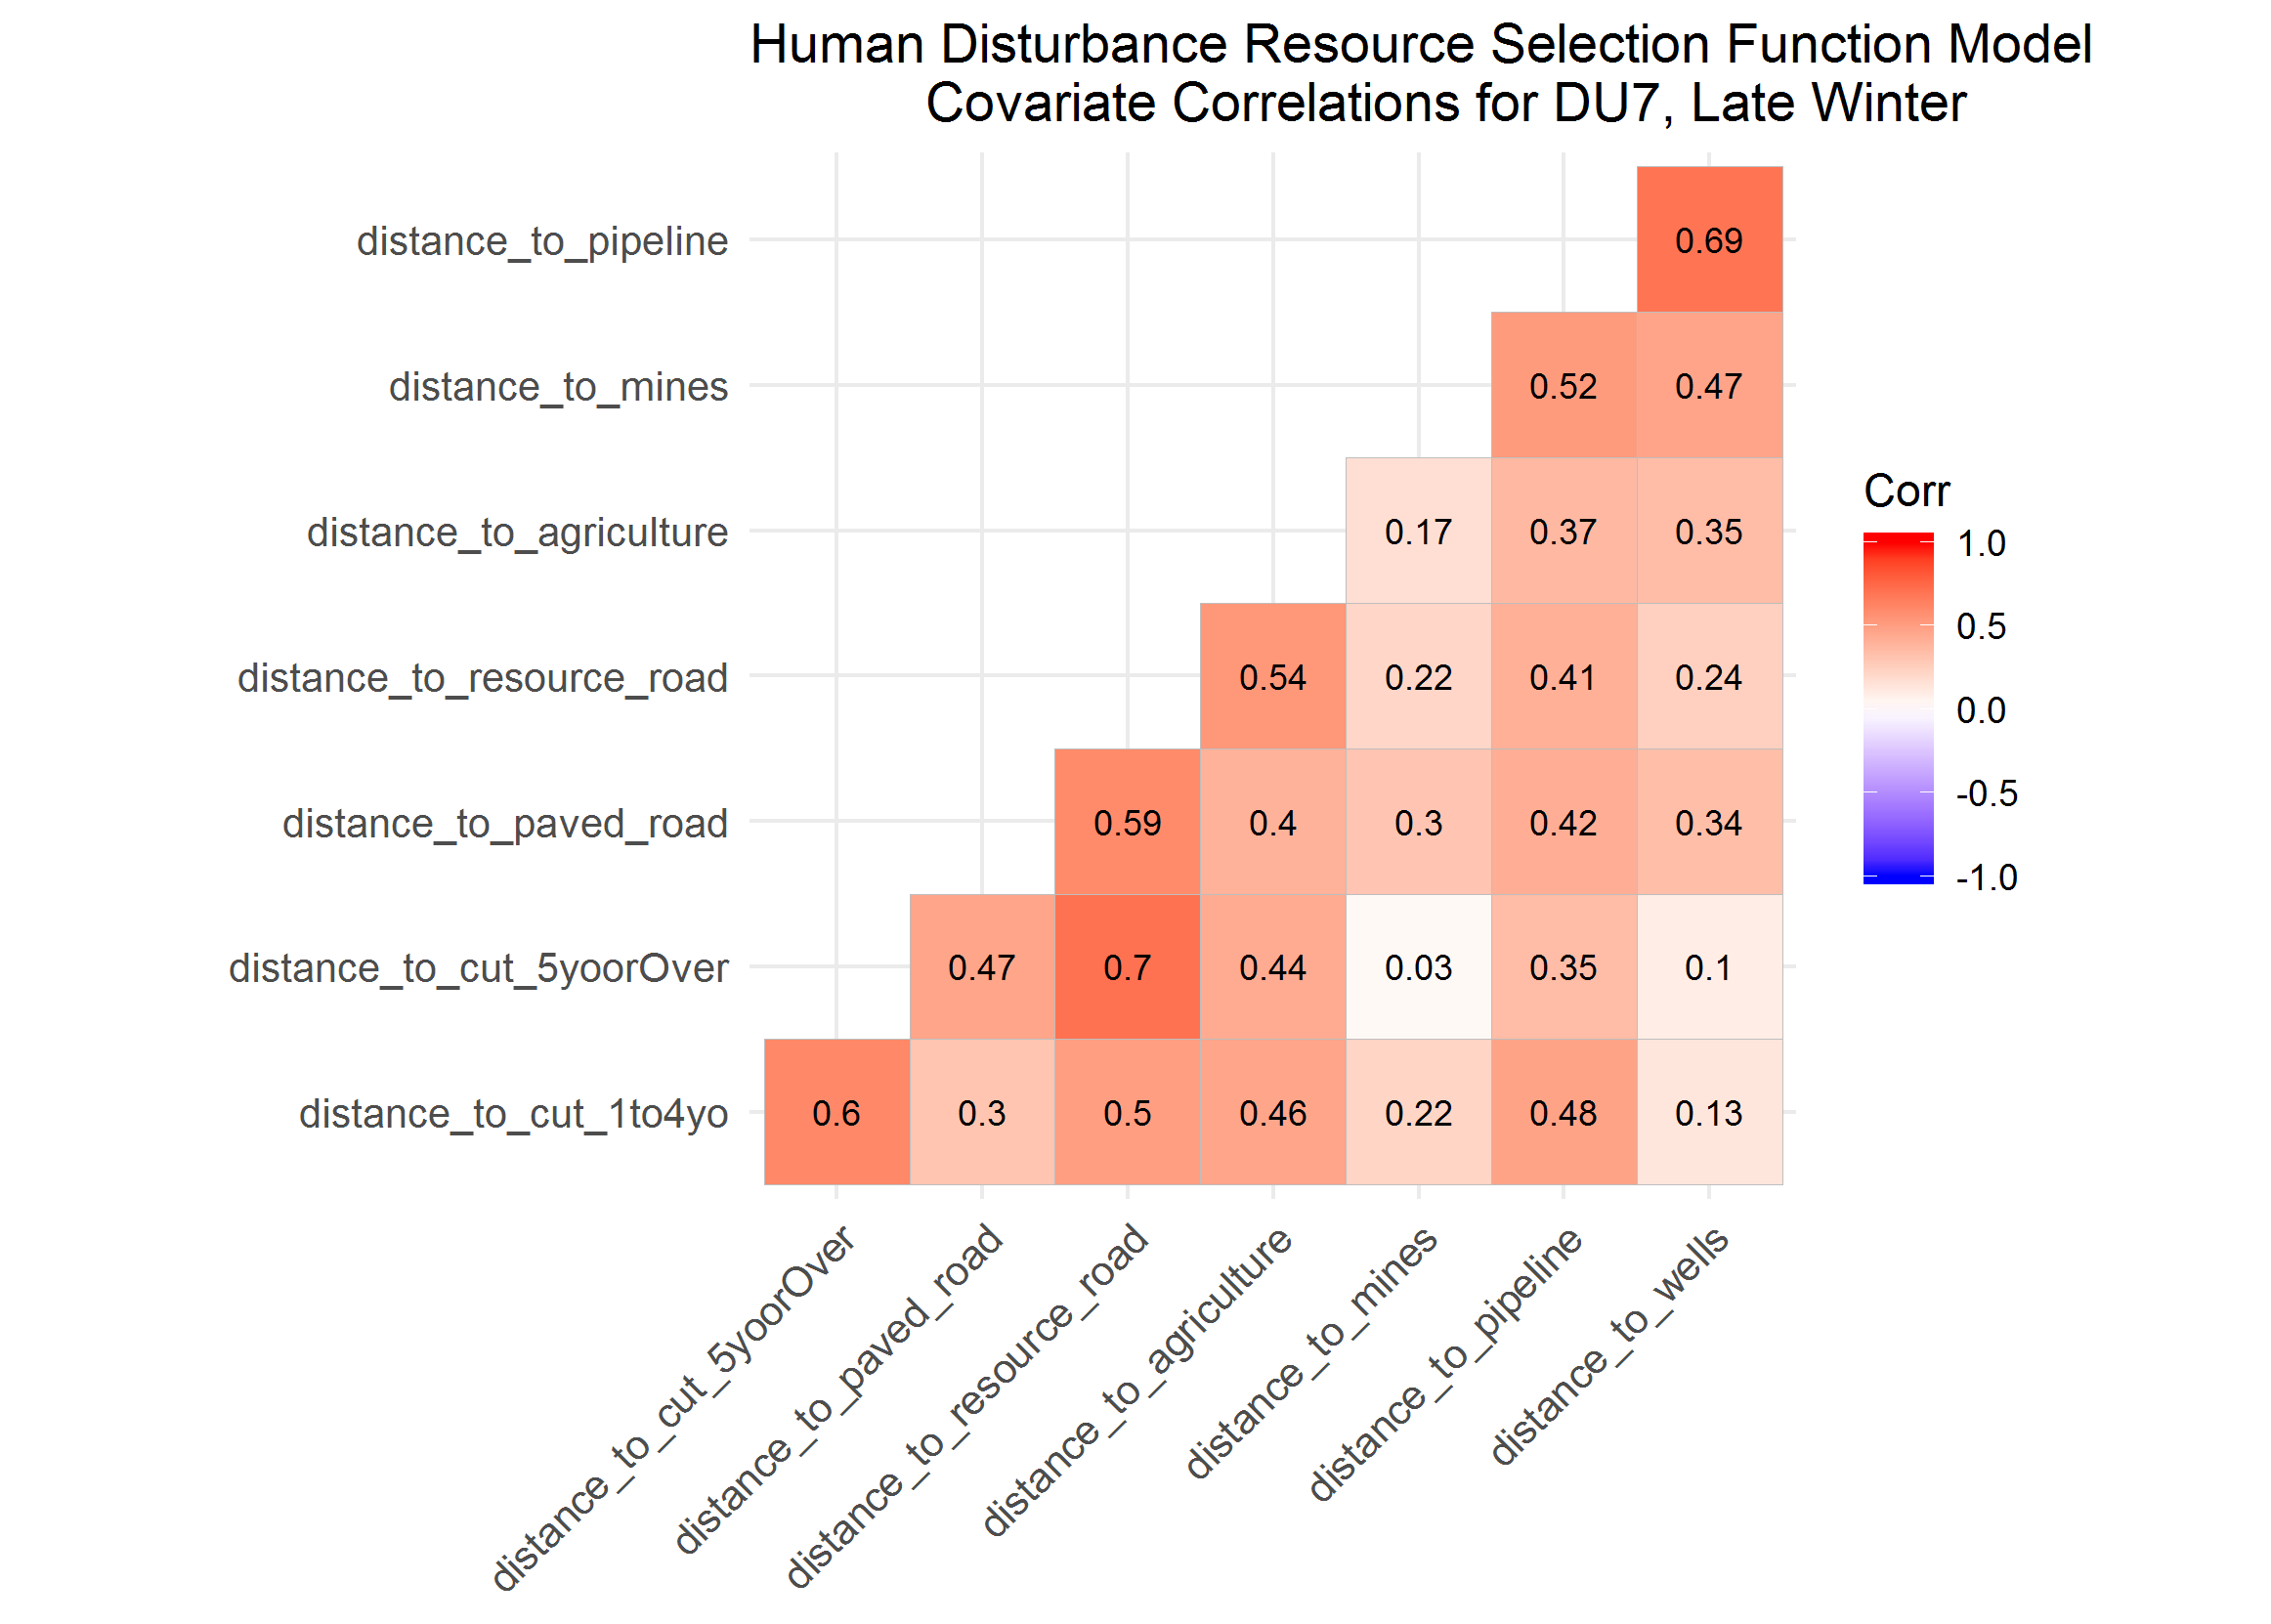 Human Disturbance Resource Selection Function Model
Covariate Correlations for DU7, Late Winter
distance_to_pipeline 0.69
distance_to_mines 0.52 0.47
distance_to_agriculture 0.17 0.37 0.35
distance_to_resource_road 0.54 0.22 0.41 0.24
distance_to_paved_road 0.59 0.4 0.3 0.42 0.34
distance_to_cut_5yoorOver 0.47 0.7 0.44 0.03 0.35 0.1
distance_to_cut_1to4yo 0.6 0.3 0.5 0.46 0.22 0.48 0.13
distance_to_cut_5yoorOver
distance_to_paved_road
distance_to_resource_road
distance_to_agriculture
distance_to_mines
distance_to_pipeline
distance_to_wells
Corr
1.0
0.5
0.0
-0.5
-1.0